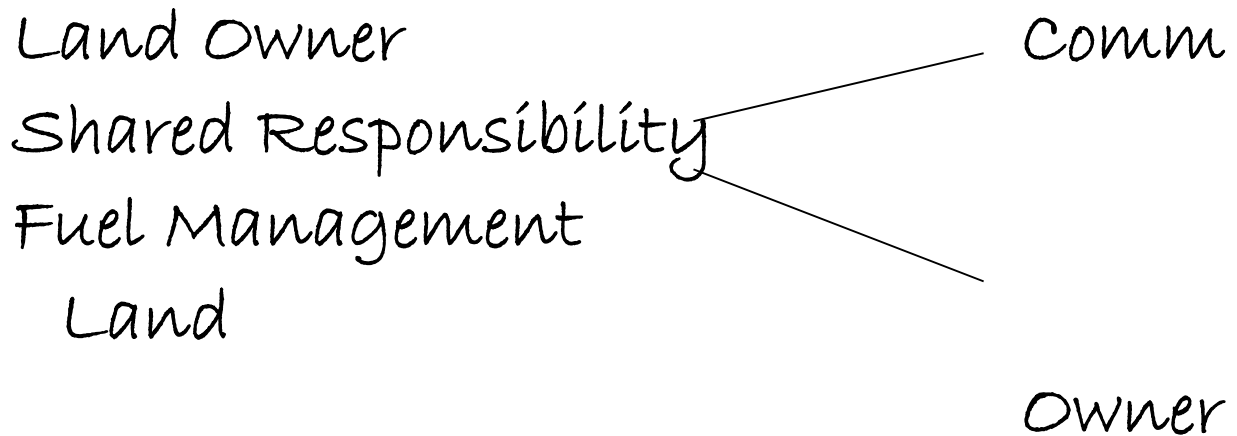 Land Owner Comm
Shared Responsibility
Fuel Management
Land
Owner